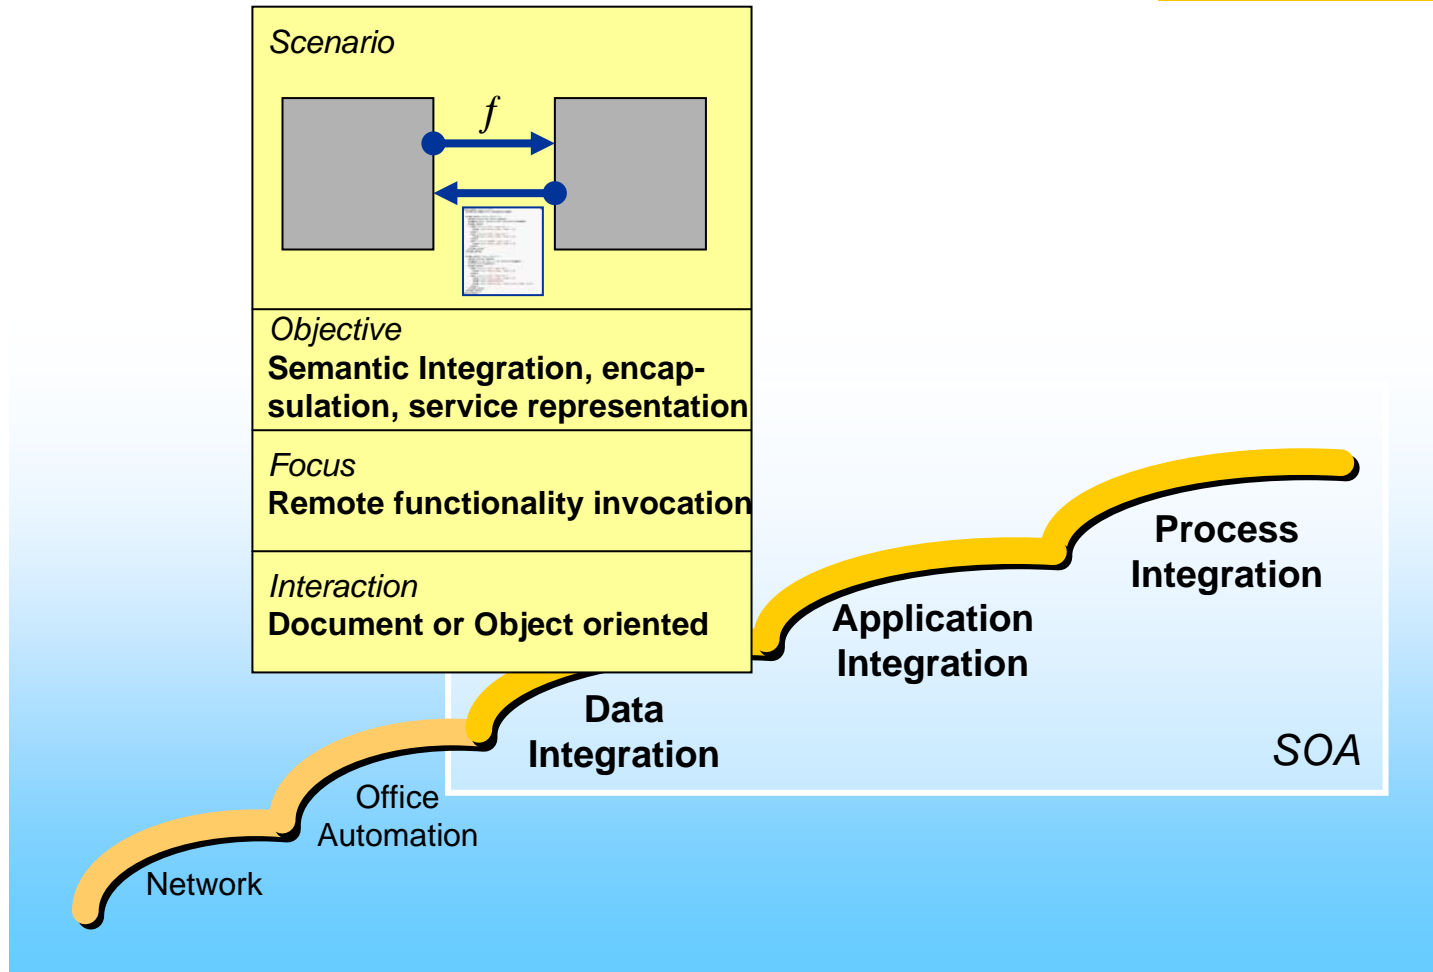 Scenario
f
Objective
Semantic Integration, encap-
sulation, service representation
Focus
Remote functionality invocation
Interaction
Document or Object oriented
Process
Integration
Application
Integration
Data
Integration
SOA
Office
Automation
Network